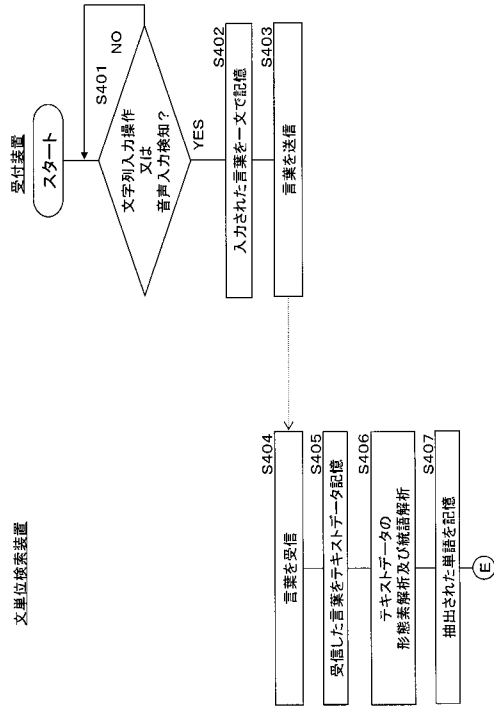 文単位検索装置
受付装置
スタート
S401
文字列入力操作
又は
音声入力検知?
NO
YES
S402
入力された言葉を一文で記憶
S403
言葉を送信
S404
言葉を受信
S405
受信した言葉をテキストデータ記憶
S406
テキストデータの
形態素解析及び統語解析
S407
抽出された単語を記憶
E